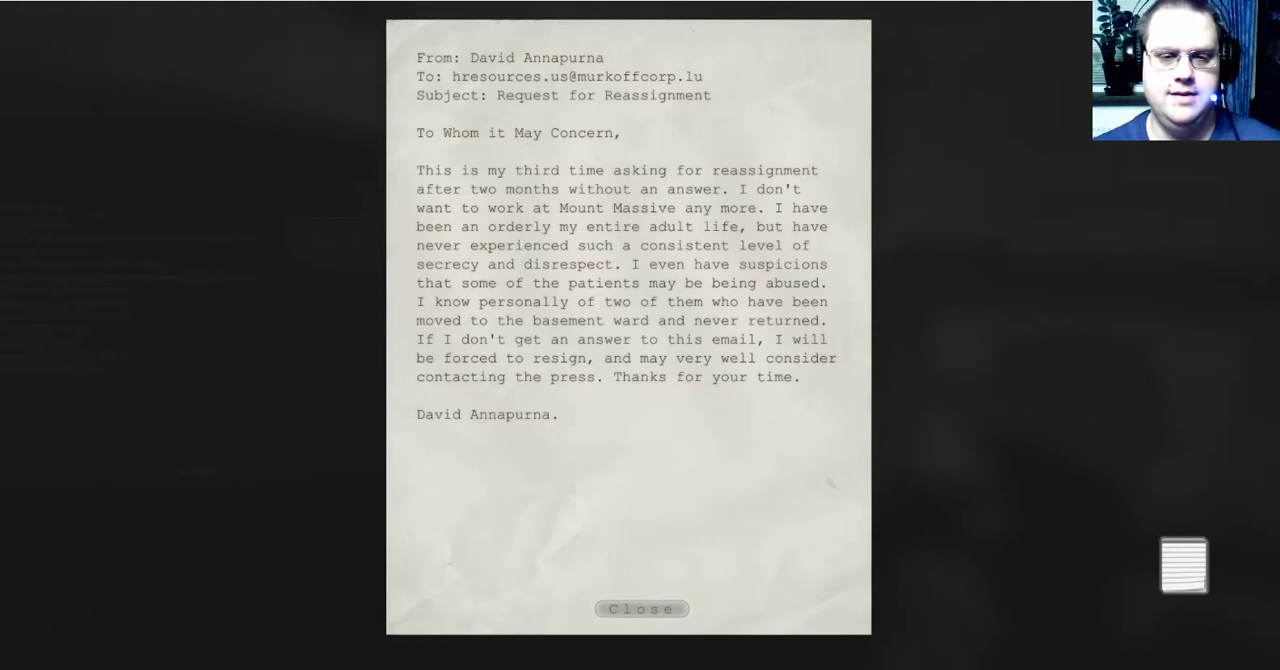 From: David Annapurna
To: hresources.us@murkoffcorp.lu
Subject: Request for Reassignment
To Whom it May Concern,
This is my third time asking for reassignment
after two months without an answer. I don't
want to work at Mount Massive any more. I have
been an orderly my entire adult life, but have
never experienced such a consistent level of
secrecy and disrespect. I even have suspicions
that some of the patients may be being abused.
I know personally of two of them who have been
moved to the basement ward and never returned.
If I don't get an answer to this email, I will
be forced to resign, and may very well consider
contacting the press. Thanks for your time.
David Annapurna.
Close